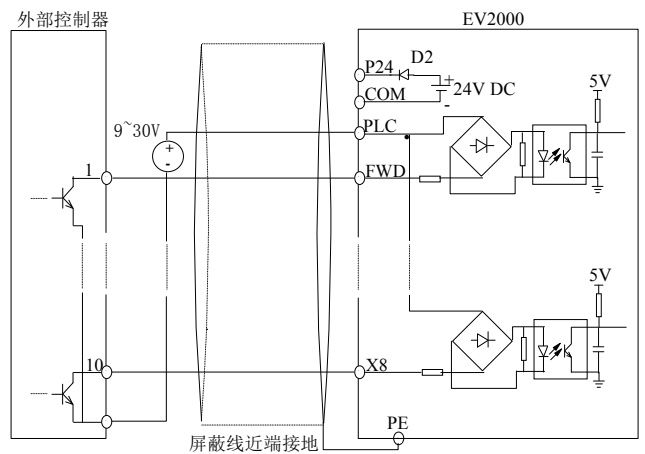 外部控制器
EV2000
P24
D2
+
24V DC
-
COM
5V
9~30V
+
-
PLC
1
FWD
5V
10
X8
PE
屏蔽线近端接地